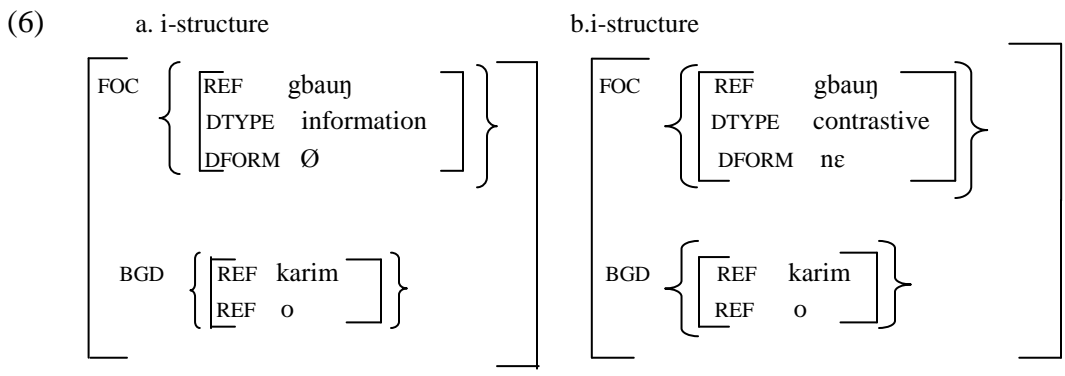 (6) a. i-structure b.i-structure
FOC REF gbauŋ FOC REF gbauŋ
DTYPE information DTYPE contrastive
DFORM Ø DFORM nɛ
BGD REF karim BGD REF karim
REF o REF o